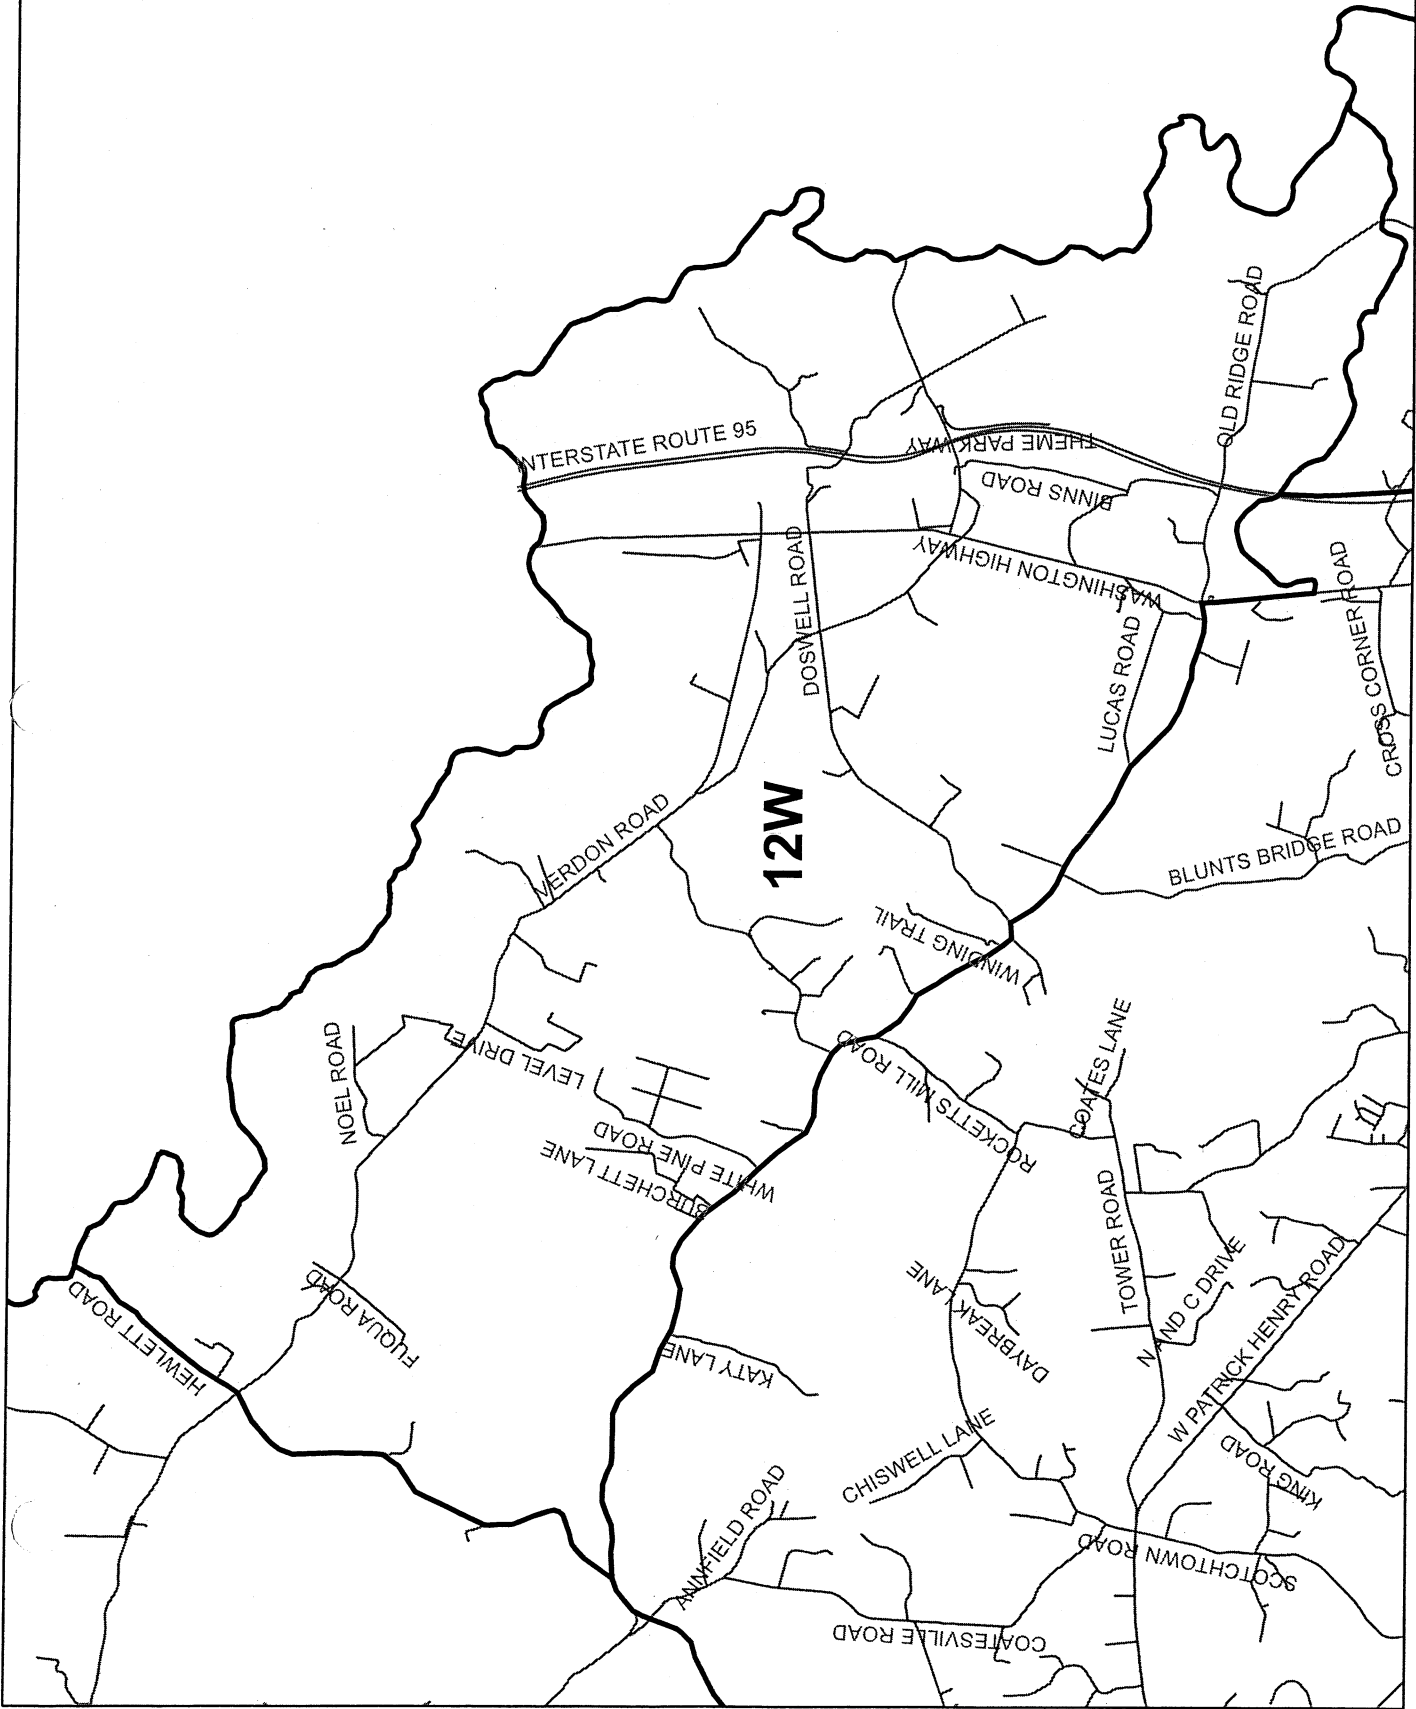 INTERSTATE ROUTE 95
THEME PARK WAY
OLD RIDGE ROAD
BINNS ROAD
WASHINGTON HIGHWAY
DOSWELL ROAD
LUCAS ROAD
CROSS CORNER ROAD
VERDON ROAD
12W
BLUNTS BRIDGE ROAD
WINDING TRAIL
NOEL ROAD
LEVEL DRIVE
ROCKETTS MILL ROAD
COATES LANE
WHITE PINE ROAD
BURCHETT LANE
TOWER ROAD
HEWLETT ROAD
FUQUA ROAD
KATY LANE
DAYBREAK LANE
N AND C DRIVE
W PATRICK HENRY ROAD
CHISWELL LANE
KING ROAD
ANNFIELD ROAD
SCOTCHTOWN ROAD
COATESVILLE ROAD